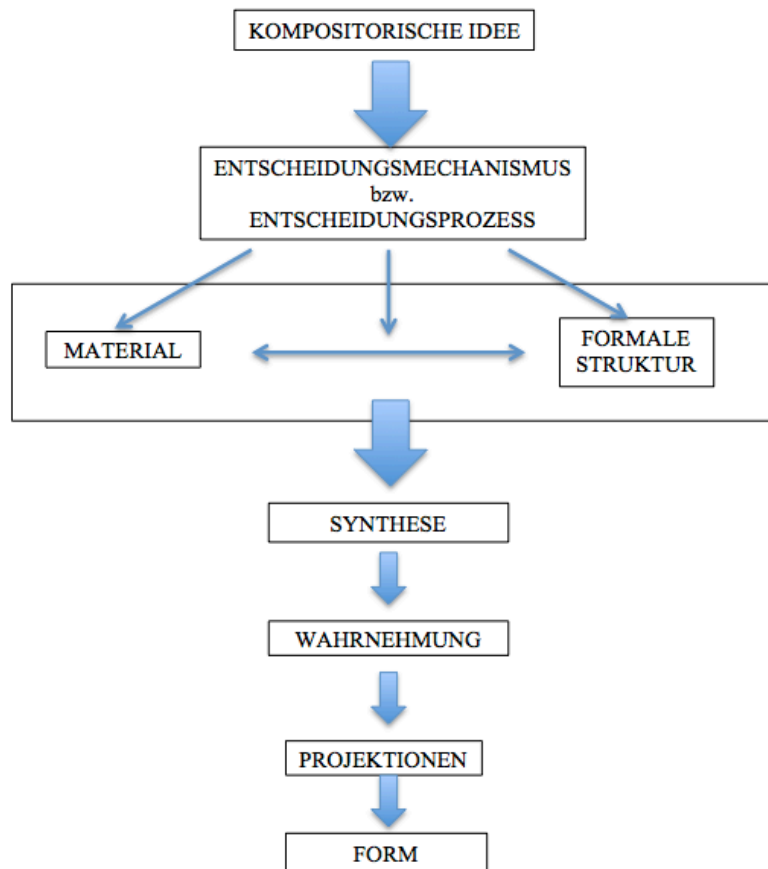 KOMPOSITORISCHE IDEE
ENTSCHEIDUNGSMECHANISMUS
bzw.
ENTSCHEIDUNGSPROZESS
MATERIAL
FORMALE
STRUKTUR
SYNTHESE
WAHRNEHMUNG
PROJEKTIONEN
FORM